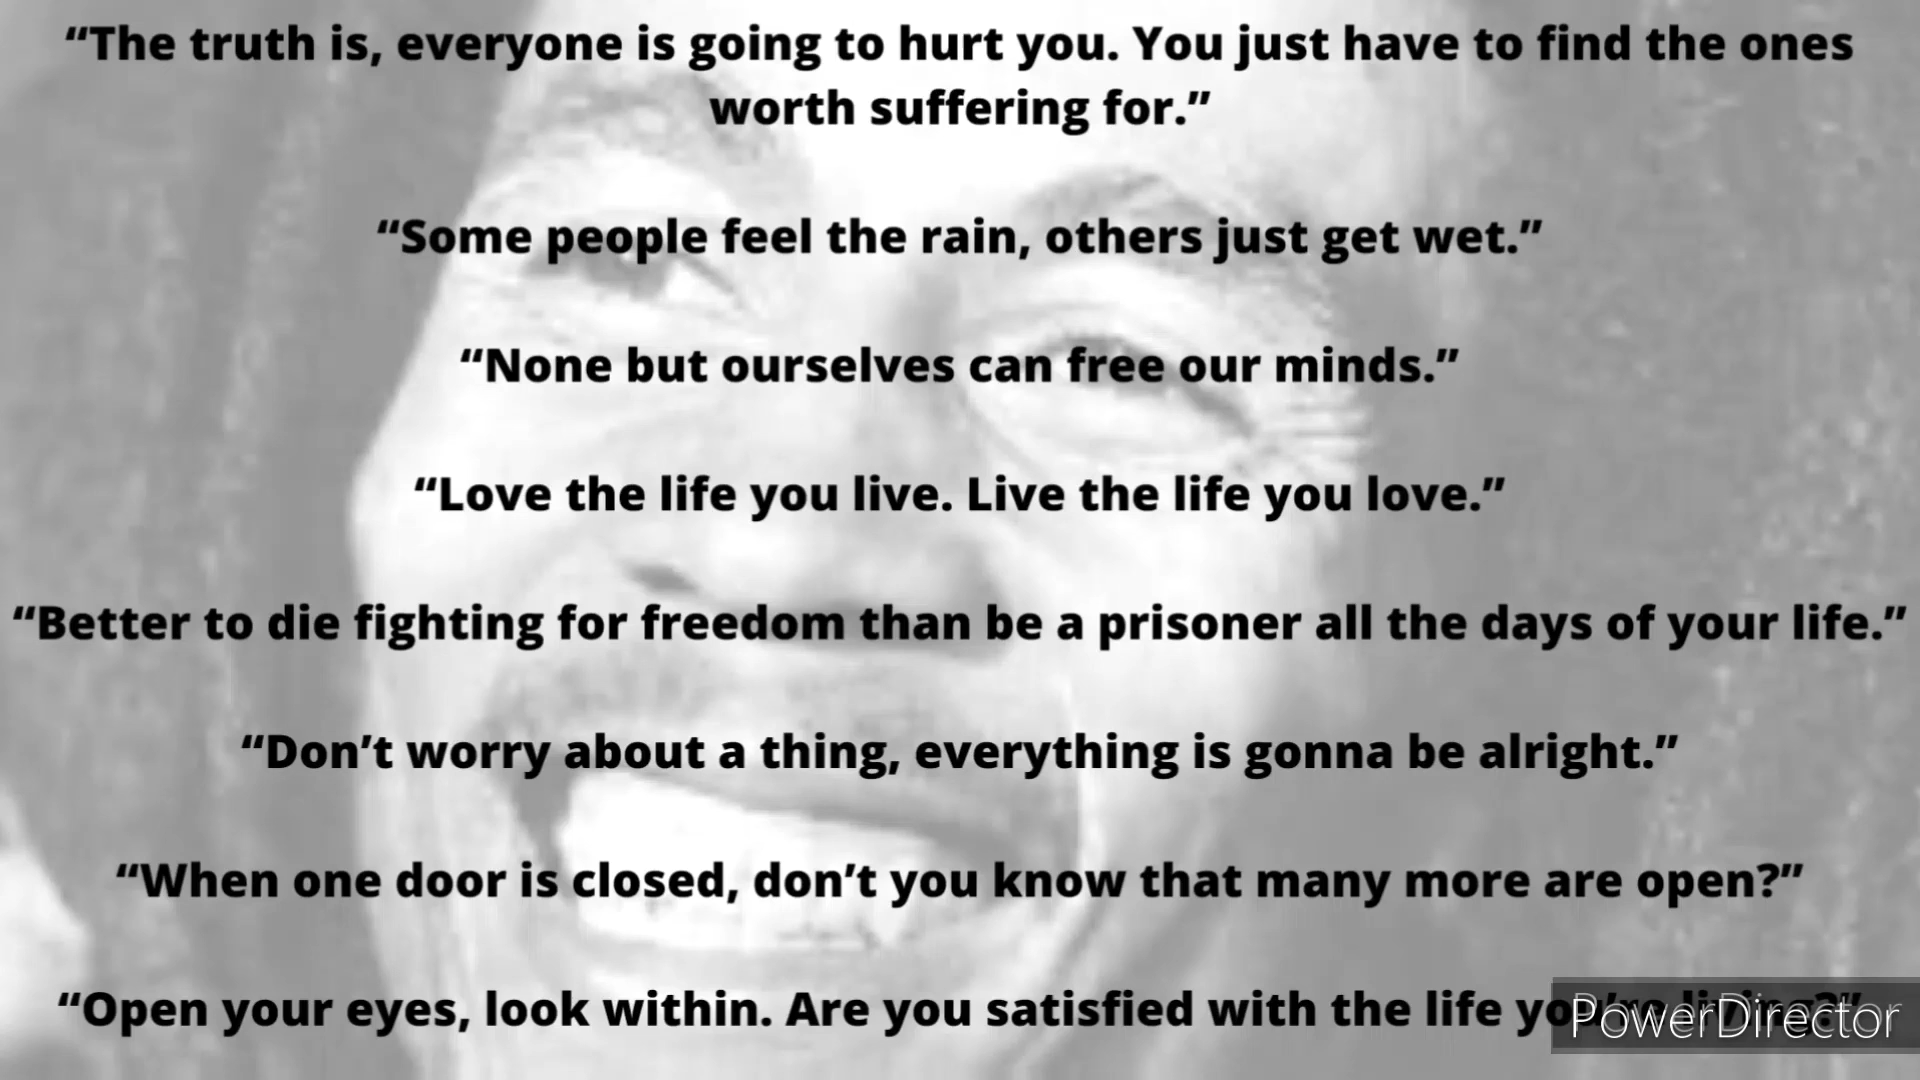 “The truth is, everyone is going to hurt you. You just have to find the ones
worth suffering for.”
“Some people feel the rain, others just get wet.”
“None but ourselves can free our minds.”
“Love the life you live. Live the life you love.”
“Better to die fighting for freedom than be a prisoner all the days of your life.”
“Don’t worry about a thing, everything is gonna be alright.”
“When one door is closed, don’t you know that many more are open?”
“Open your eyes, look within. Are you satisfied with the life you’re living?”
PowerDirector